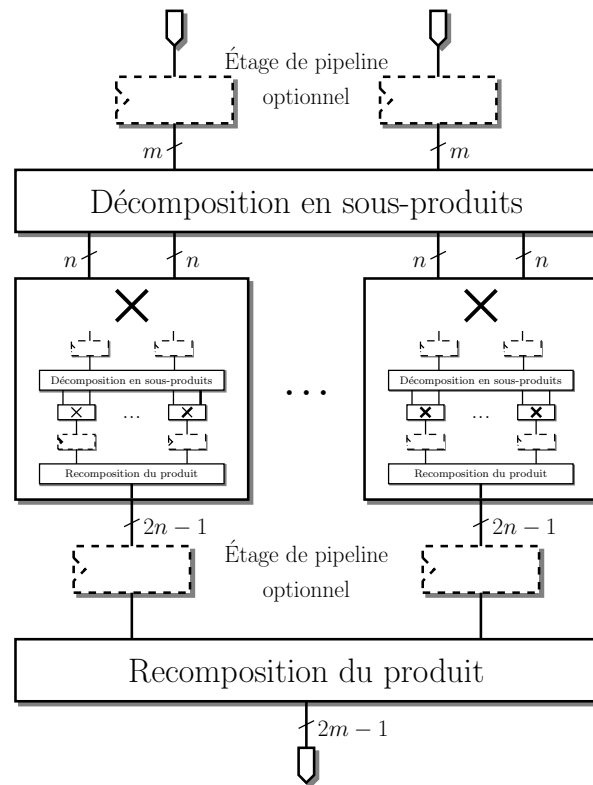 Étage de pipeline
optionnel
m m
Décomposition en sous-produits
n n n n
Décomposition en sous-produits Décomposition en sous-produits
... ... ...
Recomposition du produit Recomposition du produit
2n − 1 2n − 1
Étage de pipeline
optionnel
Recomposition du produit
2m − 1